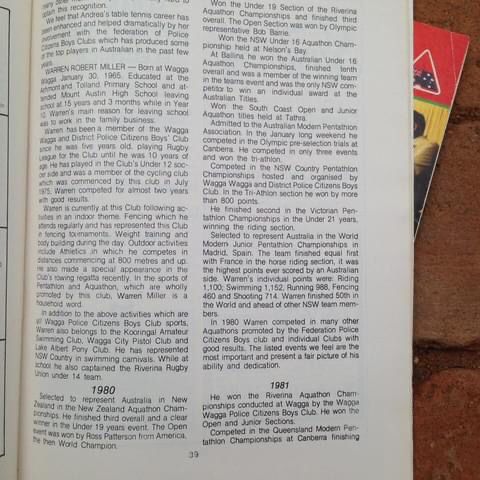 obtain this recognition.
We feel that Andrea's table tennis career has
been enhanced and helped dramatically by her
involvement with the federation of Police
Citizens Boys Clubs which has produced some
of the top players in Australia in the past few
years.
WARREN ROBERT MILLER — Born at Wagga
Wagga January 30, 1965. Educated at the
Ashmont and Tolland Primary School and at-
tended Mount Austin High School leaving
school at 15 years and 3 months while in Year
10. Warren's main reason for leaving school
was to work in the family business.
Warren has been a member of the Wagga
Wagga and District Police Citizens Boys' Club
since he was five years old, playing Rugby
League for the Club until he was 10 years of
age. He has played in the Club's Under 12 soc-
cer side and was a member of the cycling club
which was commenced by this club in July
1975, Warren competed for almost two years
with good results.
Warren is currently at this Club following ac-
tivities in an indoor theme. Fencing which he
attends regularly and has represented this Club
in fencing tournaments. Weight training and
body building during the day. Outdoor activities
include Athletics in which he competes in
distances commencing at 800 metres and up.
He also made a special appearance in the
Club's rowing regatta recently. In the sports of
Pentathlon and Aquathon, which are wholly
promoted by this club, Warren Miller is a
household word.
In addition to the above activities which are
all Wagga Police Citizens Boys Club sports,
Warren also belongs to the Kooringal Amateur
Swimming Club, Wagga City Pistol Club and
Lake Albert Pony Club. He has represented
NSW Country in swimming carnivals. While at
school he also captained the Riverina Rugby
Union under 14 team.
1980
Selected to represent Australia in New
Zealand in the New Zealand Aquathon Cham-
pionships. He finished third overall and a clear
winner in the Under 19 years event. The Open
event was won by Ross Patterson from America,
the then World Champion.
Won the Under 19 Section of the Riverina
Aquathon Championships and finished third
overall. The Open Section was won by Olympic
representative Bob Barrie.
Won the NSW Under 16 Aquathon Cham-
pionship held at Nelson's Bay.
At Ballina he won the Australian Under 16
Aquathon Championships, finished tenth
overall and was a member of the winning team
in the teams event and was the only NSW com-
petitor to win an individual award at the
Australian Titles.
Won the South Coast Open and Junior
Aquathon titles held at Tathra.
Admitted to the Australian Modern Pentathlon
Association. In the January long weekend he
competed in the Olympic pre-selection trials at
Canberra. He competed in only three events
and won the tri-athlon.
Competed in the NSW Country Pentathlon
Championships hosted and organised by
Wagga Wagga and District Police Citizens Boys
Club. In the Tri-Athlon section he won by more
than 800 points.
He finished second in the Victorian Pen-
tathlon Championships in the Under 21 years,
winning the riding section.
Selected to represent Australia in the World
Modern Junior Pentathlon Championships in
Madrid, Spain. The team finished equal first
with France in the horse riding section, it was
the highest points ever scored by an Australian
side. Warren's individual points were: Riding
1,100; Swimming 1,152, Running 988, Fencing
460 and Shooting 714. Warren finished 50th in
the World and ahead of other NSW team mem-
bers.
In 1980 Warren competed in many other
Aquathons promoted by the Federation Police
Citizens Boys club and individual Clubs with
good results. The listed events we feel are the
most important and present a fair picture of his
ability and dedication.
1981
He won the Riverina Aquathon Cham-
pionships conducted at Wagga by the Wagga
Wagga Police Citizens Boys Club. He won the
Open and Junior Sections.
Competed in the Queensland Modern Pen-
tathlon Championships at Canberra finishing
39